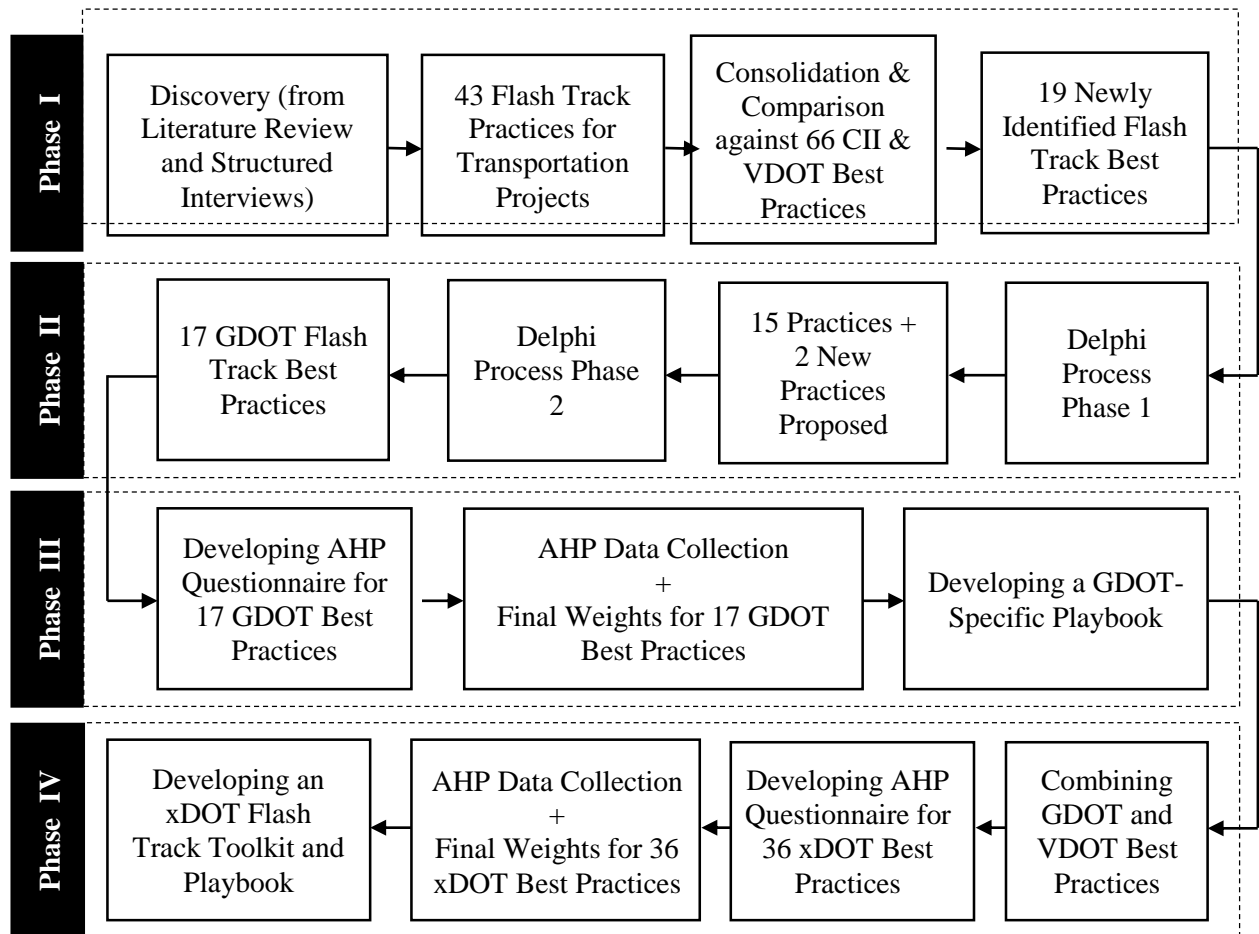 Phase I
Discovery (from
Literature Review
and Structured
Interviews)
43 Flash Track
Practices for
Transportation
Projects
Consolidation &
Comparison
against 66 CII &
VDOT Best
Practices
19 Newly
Identified Flash
Track Best
Practices
Phase II
17 GDOT Flash
Track Best
Practices
Delphi
Process Phase
2
15 Practices +
2 New
Practices
Proposed
Delphi
Process
Phase 1
Phase III
Developing AHP
Questionnaire for
17 GDOT Best
Practices
AHP Data Collection
+
Final Weights for 17 GDOT
Best Practices
Developing a GDOT-
Specific Playbook
Phase IV
Developing an
xDOT Flash
Track Toolkit and
Playbook
AHP Data Collection
+
Final Weights for 36
xDOT Best Practices
Developing AHP
Questionnaire for
36 xDOT Best
Practices
Combining
GDOT and
VDOT Best
Practices